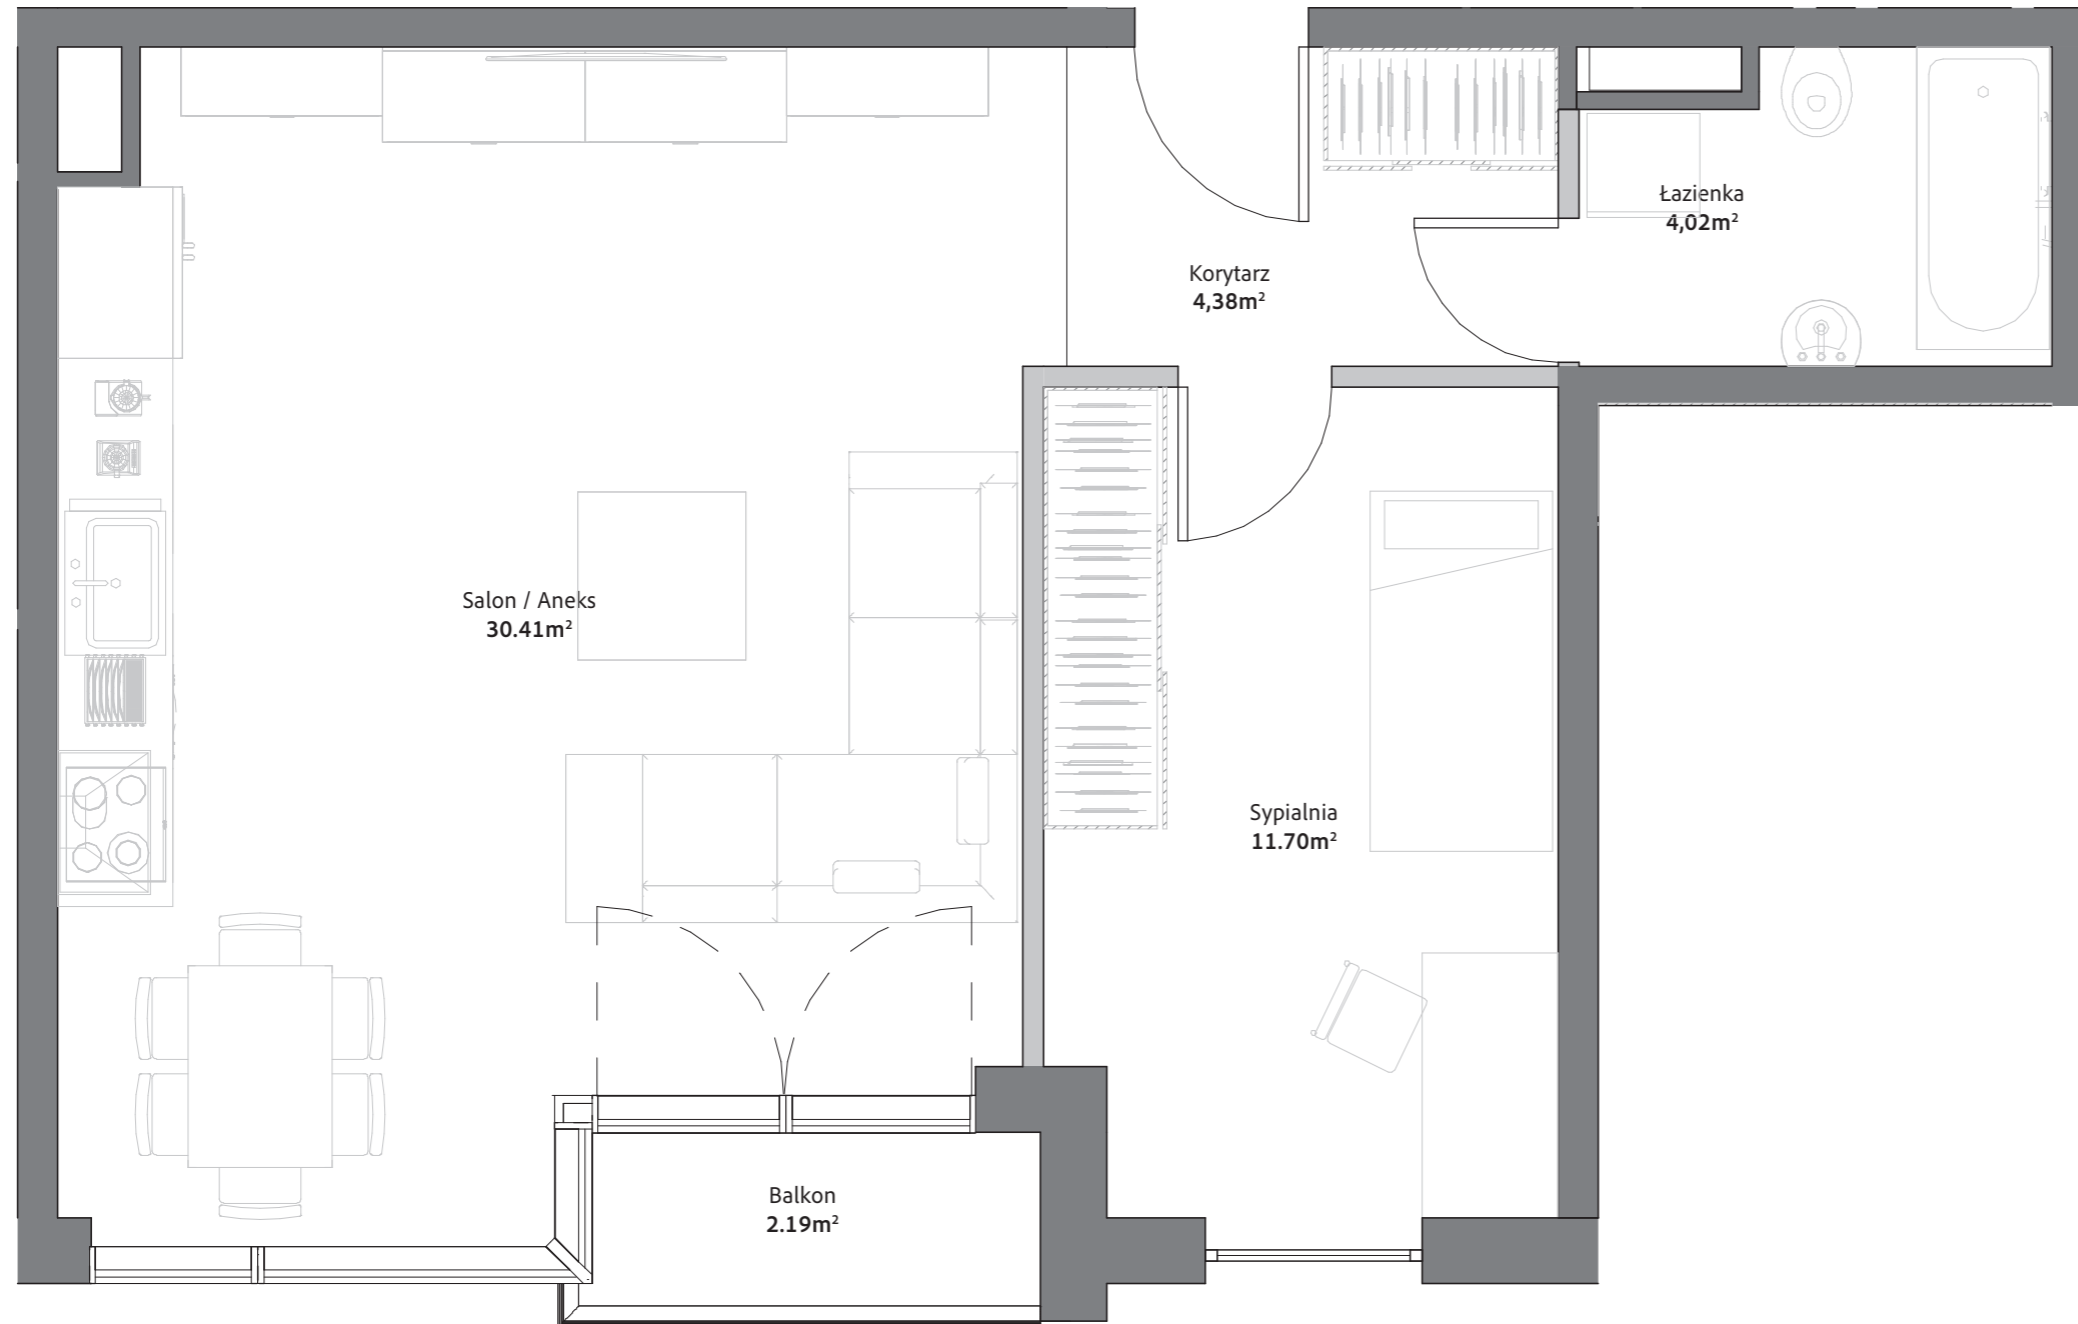 Łazienka
4,02m²
Korytarz
4,38m²
Salon / Aneks
30.41m²
Sypialnia
11.70m²
Balkon
2.19m²